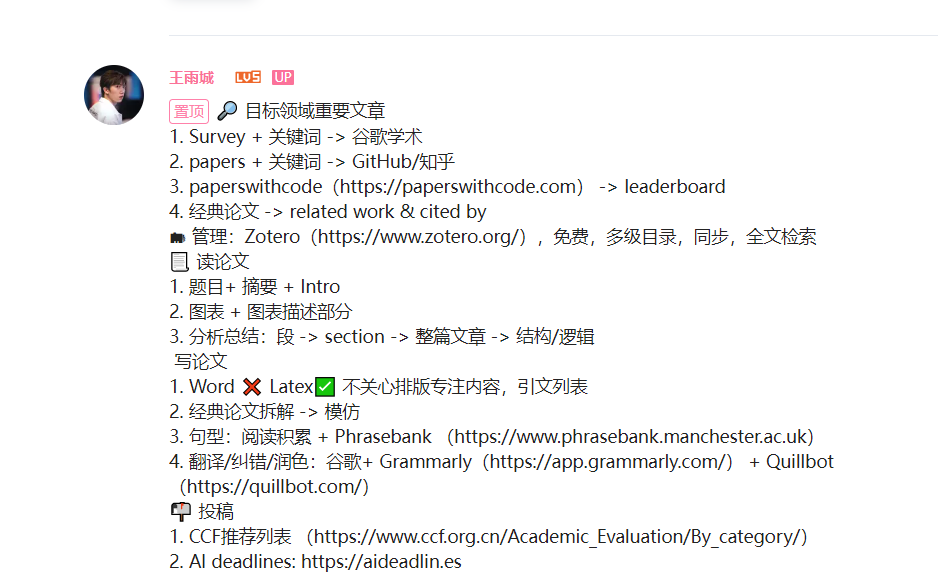 王雨城 LV5 UP
置顶 🔎 目标领域重要文章
1. Survey + 关键词 -> 谷歌学术
2. papers + 关键词 -> GitHub/知乎
3. paperswithcode（https://paperswithcode.com） -> leaderboard
4. 经典论文 -> related work & cited by
管理：Zotero（https://www.zotero.org/），免费，多级目录，同步，全文检索
📃 读论文
1. 题目+ 摘要 + Intro
2. 图表 + 图表描述部分
3. 分析总结：段 -> section -> 整篇文章 -> 结构/逻辑
写论文
1. Word ❌ Latex✅ 不关心排版专注内容，引文列表
2. 经典论文拆解 -> 模仿
3. 句型：阅读积累 + Phrasebank （https://www.phrasebank.manchester.ac.uk）
4. 翻译/纠错/润色：谷歌+ Grammarly（https://app.grammarly.com/） + Quillbot
（https://quillbot.com/）
📬 投稿
1. CCF推荐列表 （https://www.ccf.org.cn/Academic_Evaluation/By_category/）
2. AI deadlines: https://aideadlin.es